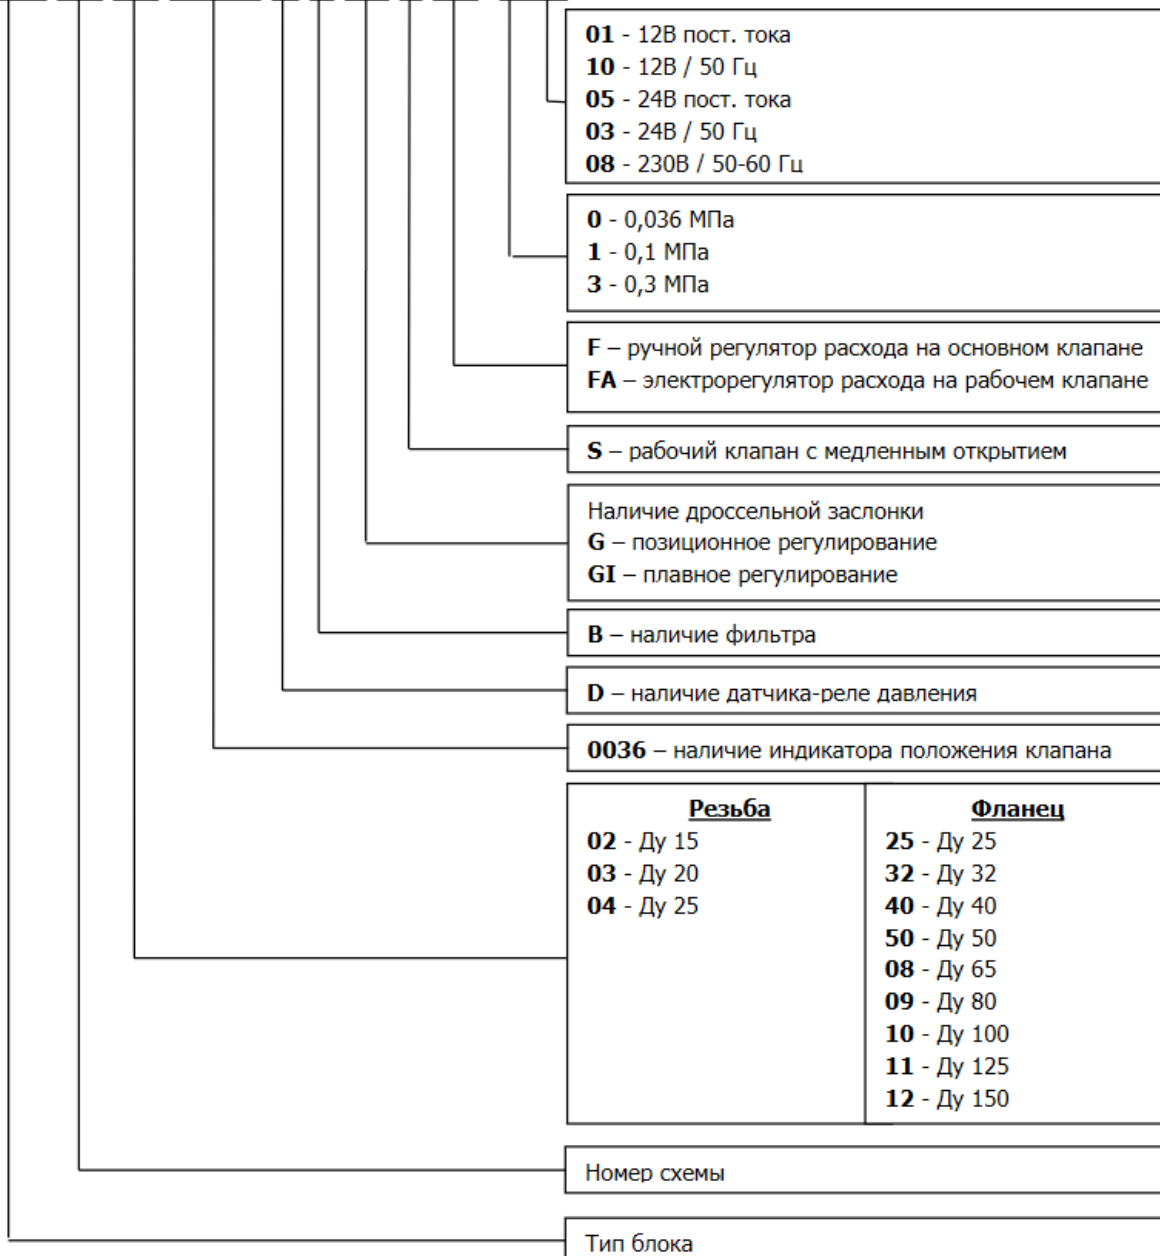 01 - 12В пост. тока
10 - 12В / 50 Гц
05 - 24В пост. тока
03 - 24В / 50 Гц
08 - 230В / 50-60 Гц
0 - 0,036 МПа
1 - 0,1 МПа
3 - 0,3 МПа
F – ручной регулятор расхода на основном клапане
FA – электрорегулятор расхода на рабочем клапане
S – рабочий клапан с медленным открытием
Наличие дроссельной заслонки
G – позиционное регулирование
GI – плавное регулирование
B – наличие фильтра
D – наличие датчика-реле давления
0036 – наличие индикатора положения клапана
Резьба
02 - Ду 15
03 - Ду 20
04 - Ду 25
Фланец
25 - Ду 25
32 - Ду 32
40 - Ду 40
50 - Ду 50
08 - Ду 65
09 - Ду 80
10 - Ду 100
11 - Ду 125
12 - Ду 150
Номер схемы
Тип блока